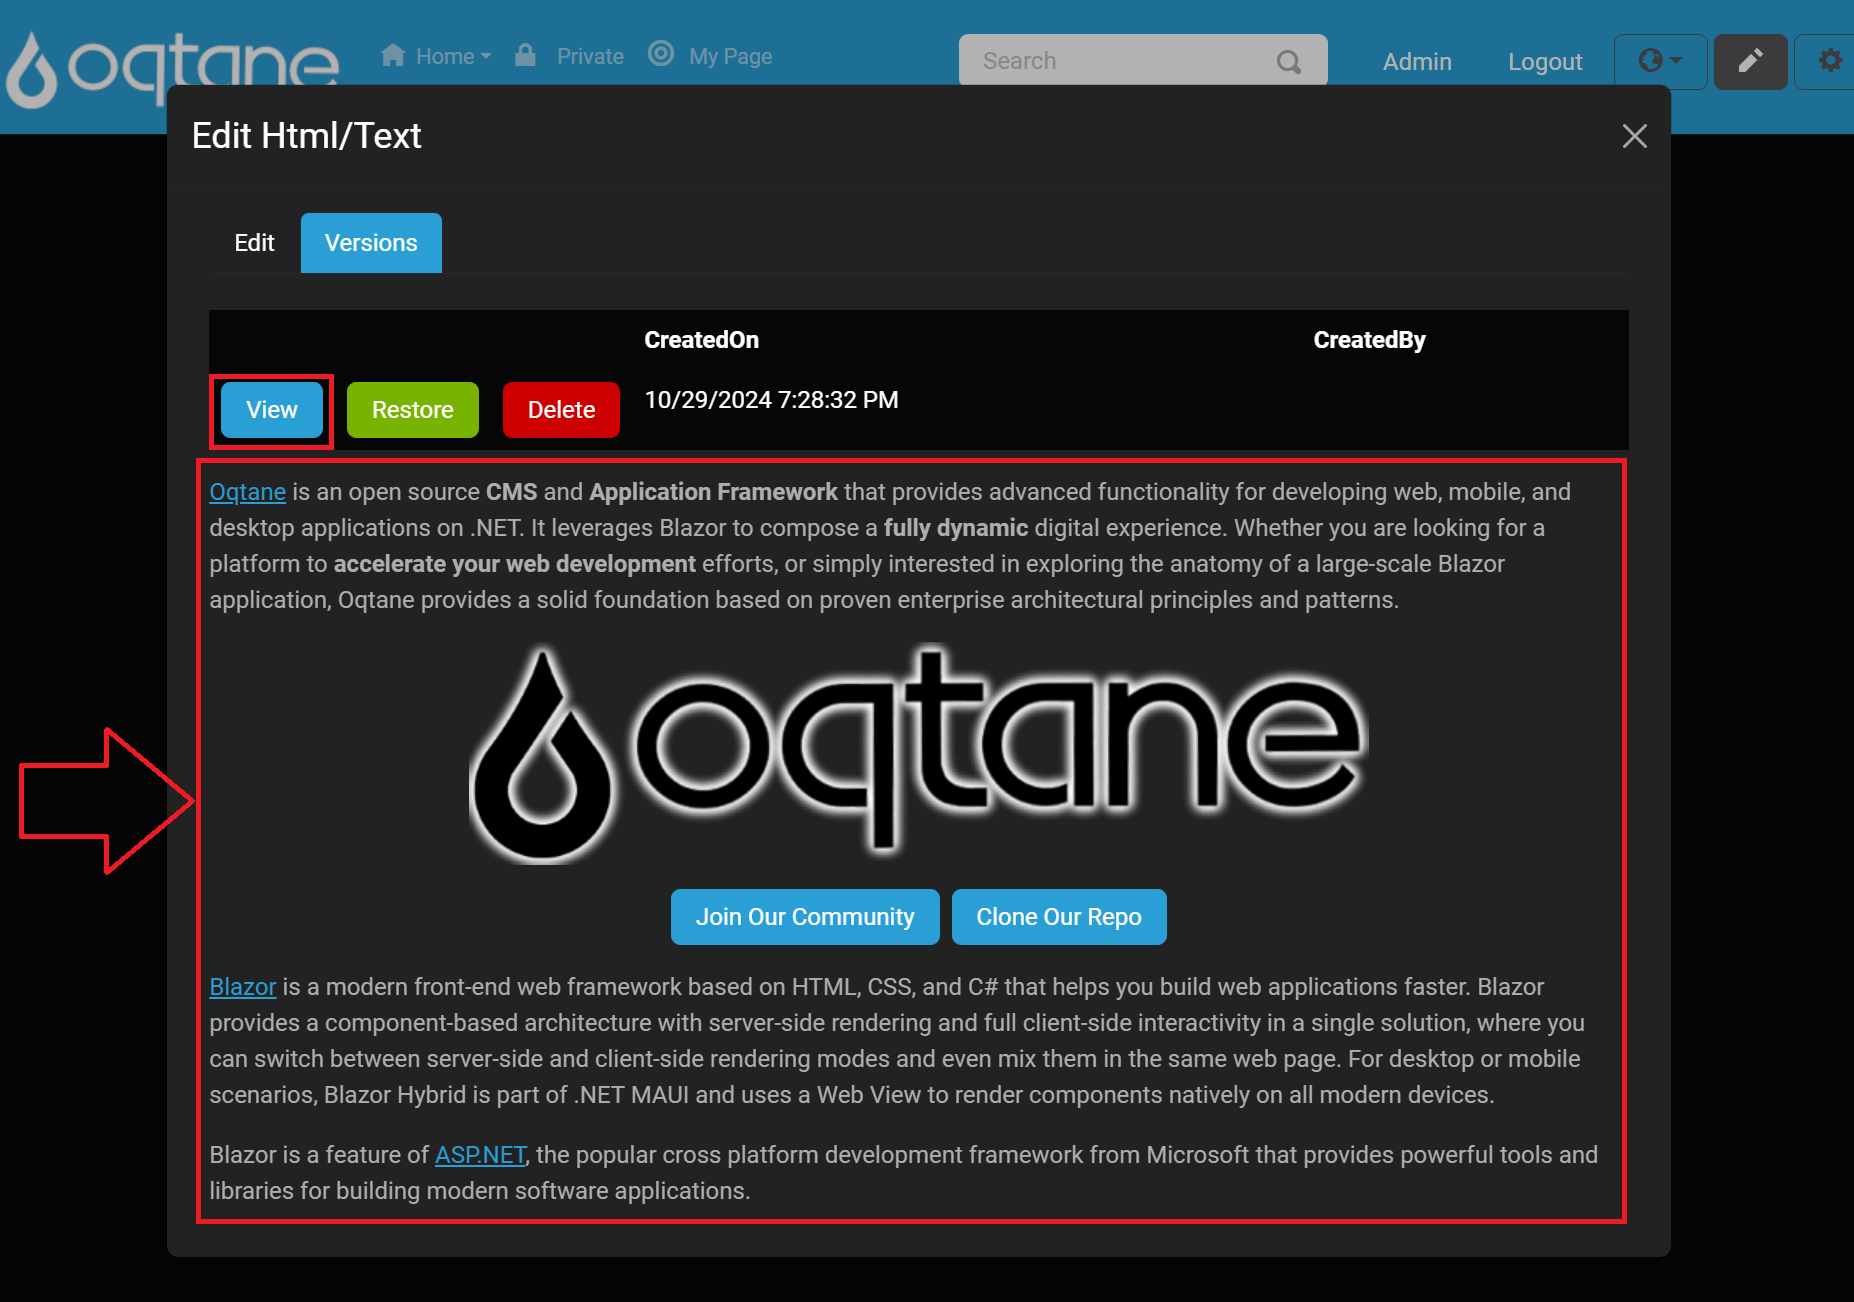 oqtane Home Private My Page Search Admin Logout
Edit Html/Text
Edit Versions
CreatedOn CreatedBy
View Restore Delete 10/29/2024 7:28:32 PM
Oqtane is an open source CMS and Application Framework that provides advanced functionality for developing web, mobile, and
desktop applications on .NET. It leverages Blazor to compose a fully dynamic digital experience. Whether you are looking for a
platform to accelerate your web development efforts, or simply interested in exploring the anatomy of a large-scale Blazor
application, Oqtane provides a solid foundation based on proven enterprise architectural principles and patterns.
oqtane
Join Our Community Clone Our Repo
Blazor is a modern front-end web framework based on HTML, CSS, and C# that helps you build web applications faster. Blazor
provides a component-based architecture with server-side rendering and full client-side interactivity in a single solution, where you
can switch between server-side and client-side rendering modes and even mix them in the same web page. For desktop or mobile
scenarios, Blazor Hybrid is part of .NET MAUI and uses a Web View to render components natively on all modern devices.
Blazor is a feature of ASP.NET, the popular cross platform development framework from Microsoft that provides powerful tools and
libraries for building modern software applications.